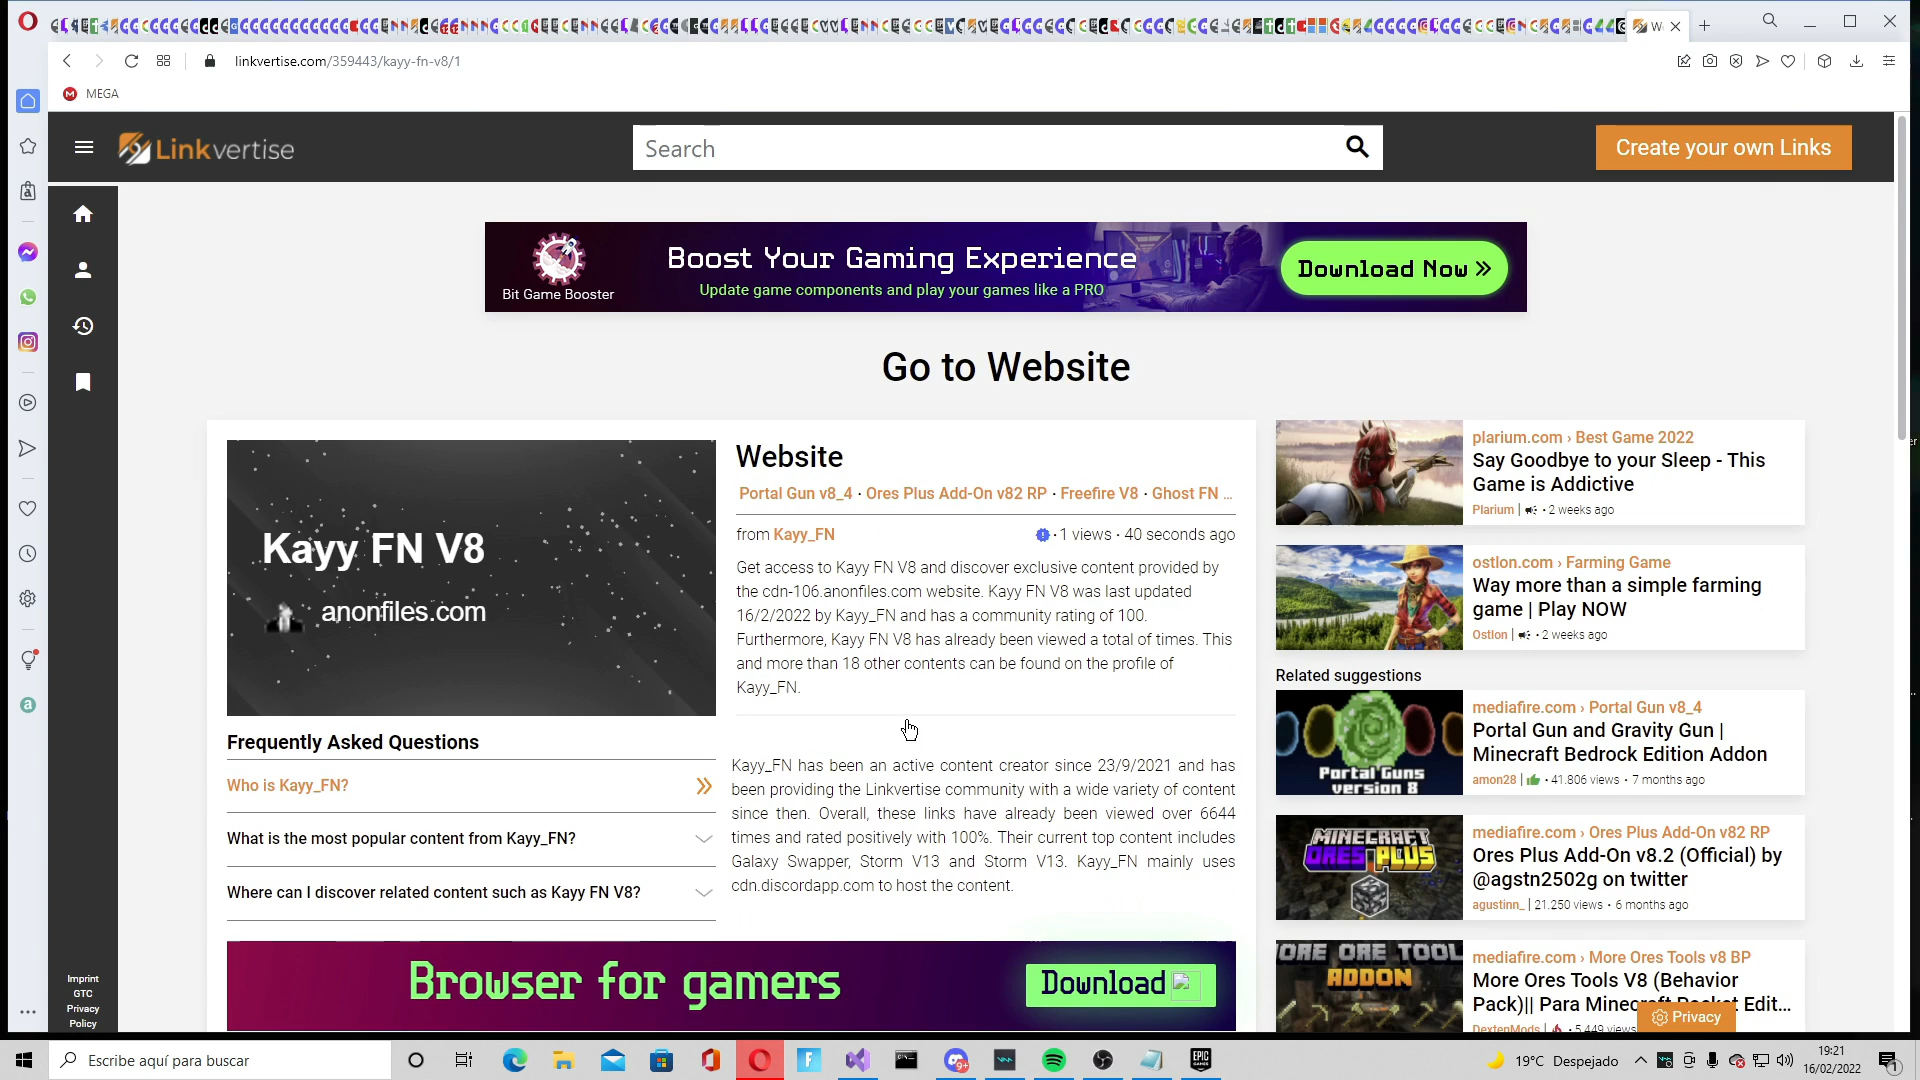 linkvertise.com/359443/kayy-fn-v8/1
MEGA
Linkvertise
Search
Create your own Links
Bit Game Booster
Boost Your Gaming Experience
Update game components and play your games like a PRO
Download Now »
Go to Website
Kayy FN V8
anonfiles.com
Website
Portal Gun v8_4 · Ores Plus Add-On v82 RP · Freefire V8 · Ghost FN ...
from Kayy_FN
· 1 views · 40 seconds ago
Get access to Kayy FN V8 and discover exclusive content provided by
the cdn-106.anonfiles.com website. Kayy FN V8 was last updated
16/2/2022 by Kayy_FN and has a community rating of 100.
Furthermore, Kayy FN V8 has already been viewed a total of times. This
and more than 18 other contents can be found on the profile of
Kayy_FN.
Frequently Asked Questions
Who is Kayy_FN?
What is the most popular content from Kayy_FN?
Where can I discover related content such as Kayy FN V8?
Kayy_FN has been an active content creator since 23/9/2021 and has
been providing the Linkvertise community with a wide variety of content
since then. Overall, these links have already been viewed over 6644
times and rated positively with 100%. Their current top content includes
Galaxy Swapper, Storm V13 and Storm V13. Kayy_FN mainly uses
cdn.discordapp.com to host the content.
Browser for gamers
Download
plarium.com › Best Game 2022
Say Goodbye to your Sleep - This
Game is Addictive
Plarium | · 2 weeks ago
ostlon.com › Farming Game
Way more than a simple farming
game | Play NOW
Ostlon | · 2 weeks ago
Related suggestions
Portal Guns
version 8
mediafire.com › Portal Gun v8_4
Portal Gun and Gravity Gun |
Minecraft Bedrock Edition Addon
amon28 | · 41.806 views · 7 months ago
MINECRAFT
ORES PLUS
mediafire.com › Ores Plus Add-On v82 RP
Ores Plus Add-On v8.2 (Official) by
@agstn2502g on twitter
agustinn_ | 21.250 views · 6 months ago
MORE ORE TOOL
ADDON
mediafire.com › More Ores Tools v8 BP
More Ores Tools V8 (Behavior
Pack)|| Para Minecraft Pocket Edit...
DextenMods | · 5.449 views
Privacy
Imprint
GTC
Privacy
Policy
Escribe aquí para buscar
EPIC
GAMES
19°C Despejado
19:21
16/02/2022